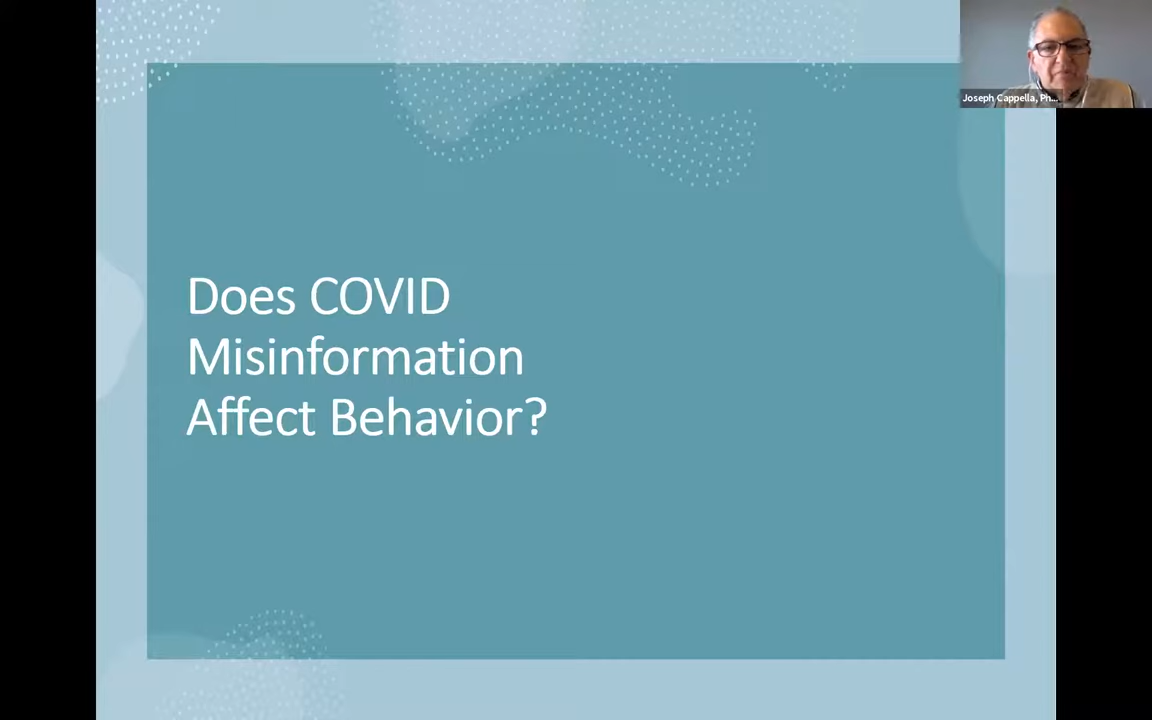 Joseph Cappella, Ph...
Does COVID
Misinformation
Affect Behavior?